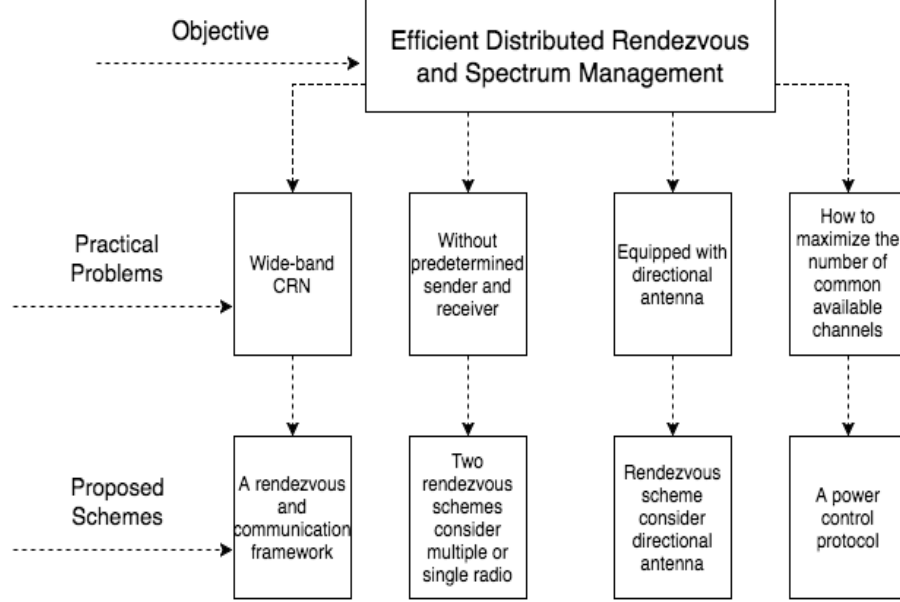 Objective
Efficient Distributed Rendezvous
and Spectrum Management
Practical
Problems
Wide-band
CRN
Without
predetermined
sender and
receiver
Equipped with
directional
antenna
How to
maximize the
number of
common
available
channels
Proposed
Schemes
A rendezvous
and
communication
framework
Two
rendezvous
schemes
consider
multiple or
single radio
Rendezvous
scheme
consider
directional
antenna
A power
control
protocol